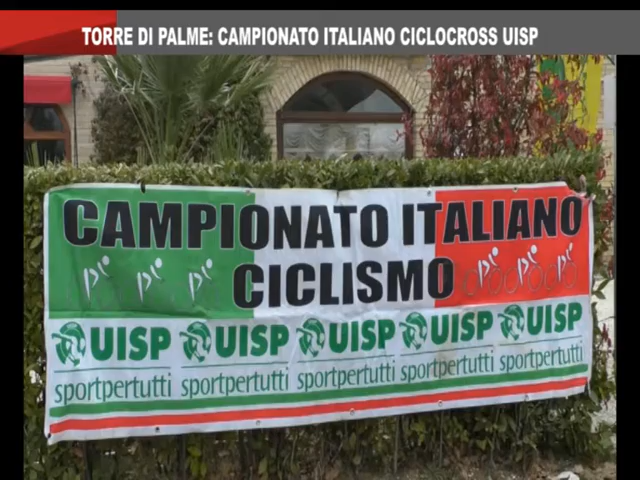 TORRE DI PALME: CAMPIONATO ITALIANO CICLOCROSS UISP
CAMPIONATO ITALIANO
CICLISMO
UISP UISP UISP UISP UISP
sportpertutti sportpertutti sportpertutti sportpertutti sportpertutti